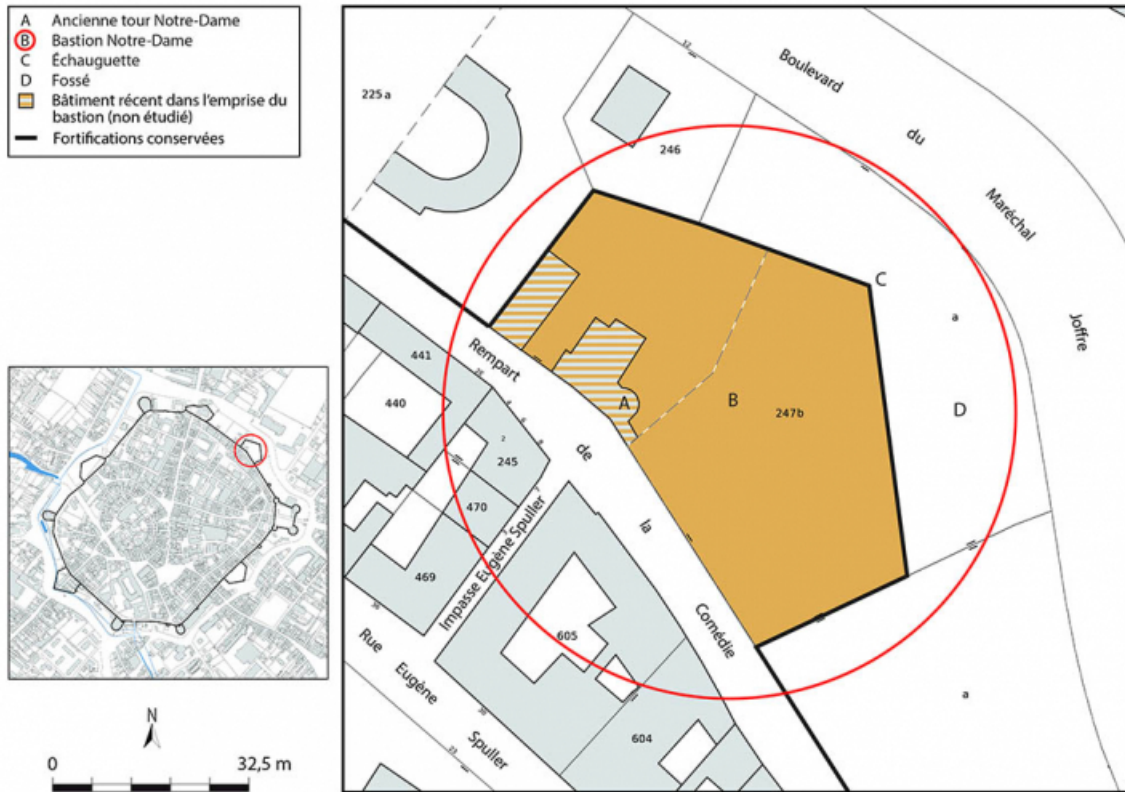 A Ancienne tour Notre-Dame
B Bastion Notre-Dame
C Échauguette
D Fossé
Bâtiment récent dans l'emprise du
bastion (non étudié)
Fortifications conservées
N
0 32,5 m
225 a
12
Boulevard
du
Maréchal
Joffre
246
C
a
D
B
247b
A
Rempart
de
la
Comédie
441
440
2
245
470
469
Impasse Eugène Spuller
605
604
Rue
Eugène
Spuller
a